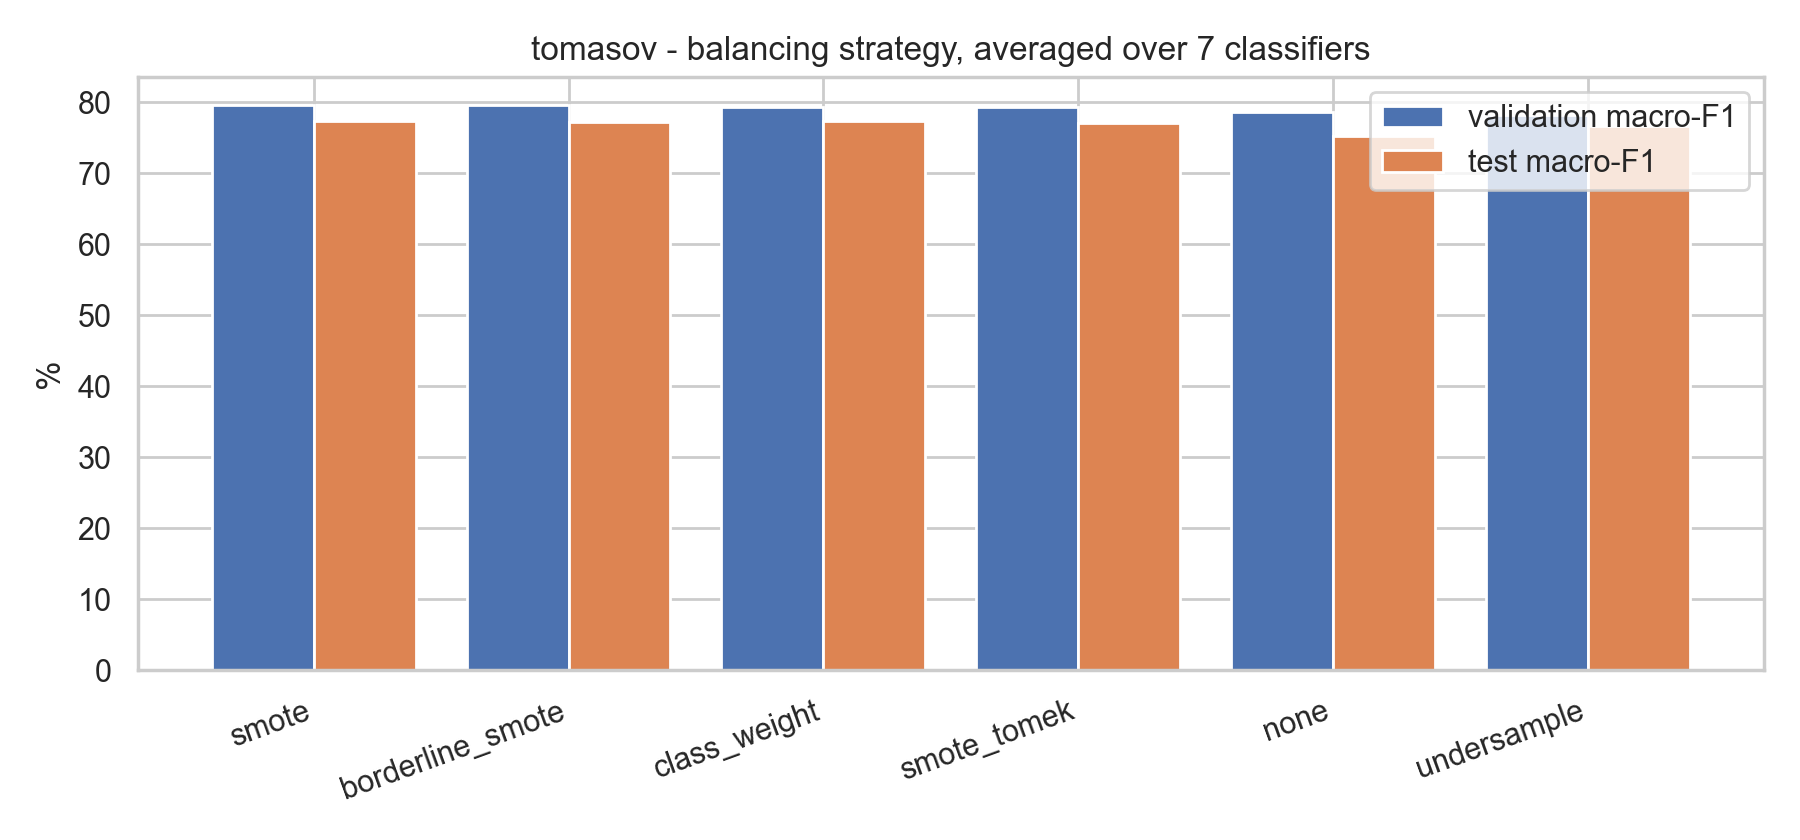 tomasov - balancing strategy, averaged over 7 classifiers
validation macro-F1
test macro-F1
%
80
70
60
50
40
30
20
10
0
smote
borderline_smote
class_weight
smote_tomek
none
undersample